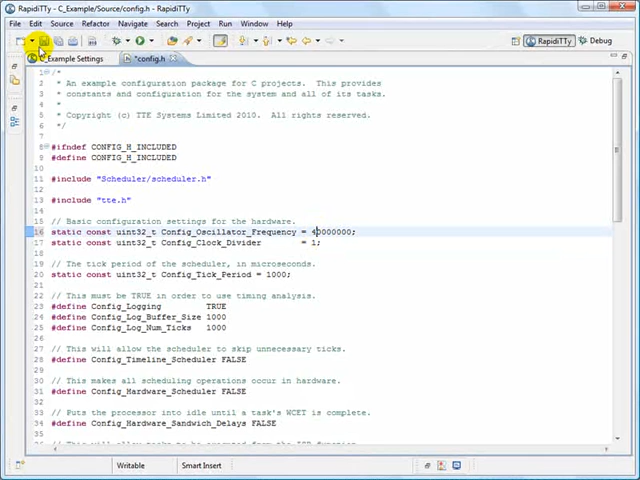 RapidiTTy - C_Example/Source/config.h - RapidiTTy
File Edit Source Refactor Navigate Search Project Run Window Help
RapidiTTy Debug
C_Example Settings *config.h
1 /*
2 * An example configuration package for C projects. This provides
3 * constants and configuration for the system and all of its tasks.
4 *
5 * Copyright (c) TTE Systems Limited 2010. All rights reserved.
6 */
7
8 #ifndef CONFIG_H_INCLUDED
9 #define CONFIG_H_INCLUDED
10
11 #include "Scheduler/scheduler.h"
12
13 #include "tte.h"
14
15 // Basic configuration settings for the hardware.
16 static const uint32_t Config_Oscillator_Frequency = 40000000;
17 static const uint32_t Config_Clock_Divider = 1;
18
19 // The tick period of the scheduler, in microseconds.
20 static const uint32_t Config_Tick_Period = 1000;
21
22 // This must be TRUE in order to use timing analysis.
23 #define Config_Logging TRUE
24 #define Config_Log_Buffer_Size 1000
25 #define Config_Log_Num_Ticks 1000
26
27 // This will allow the scheduler to skip unnecessary ticks.
28 #define Config_Timeline_Scheduler FALSE
29
30 // This makes all scheduling operations occur in hardware.
31 #define Config_Hardware_Scheduler FALSE
32
33 // Puts the processor into idle until a task's WCET is complete.
34 #define Config_Hardware_Sandwich_Delays FALSE
35
Writable Smart Insert